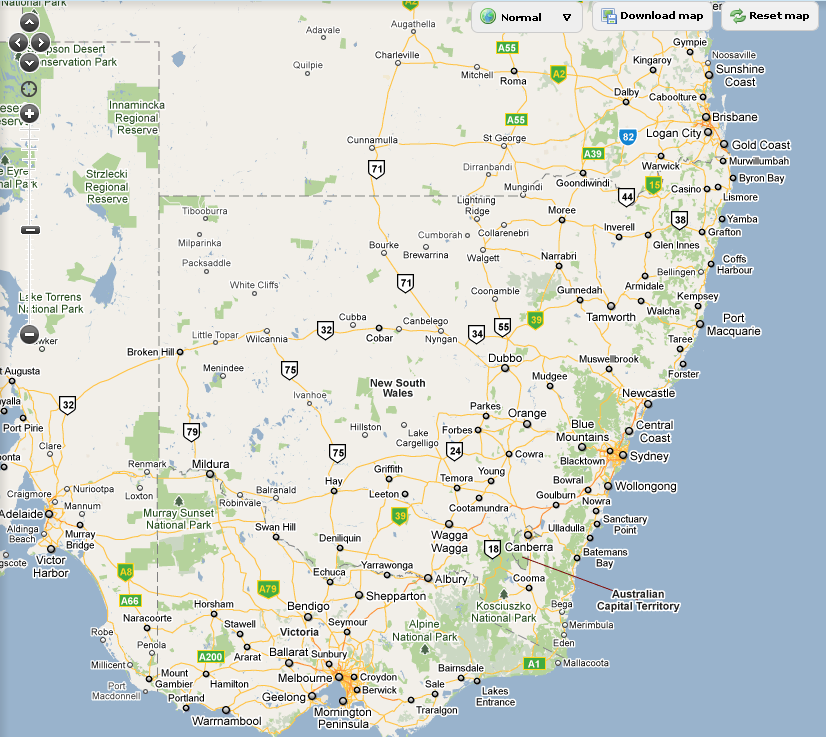 National Park
Normal
Download map
Reset map
A2
Adavale
Augathella
Gympie
Simpson Desert
Conservation Park
Charleville
A55
Kingaroy
Noosaville
Quilpie
Mitchell
Roma
A2
Sunshine
Coast
Innamincka
Regional
Reserve
Dalby
Caboolture
A55
Brisbane
Cunnamulla
St George
82
Logan City
Gold Coast
A39
71
Dirranbandi
Warwick
Murwillumbah
Strzlecki
Regional
Reserve
Goondiwindi
15
Byron Bay
Mungindi
44
Casino
Lismore
Tibooburra
Lightning
Ridge
Moree
38
Yamba
Milparinka
Cumborah
Collarenebri
Inverell
Grafton
Bourke
Brewarrina
Glen Innes
Packsaddle
Walgett
Narrabri
Coffs
Harbour
Bellingen
White Cliffs
71
Coonamble
Gunnedah
Armidale
Lake Torrens
National Park
Kempsey
Walcha
39
Tamworth
Port
Macquarie
Cubba
Canbelego
32
55
34
Little Topar
Wilcannia
Cobar
Nyngan
Taree
Broken Hill
Dubbo
Muswellbrook
Menindee
75
Forster
Mudgee
New South
Wales
Newcastle
32
Ivanhoe
Parkes
Orange
Port Pirie
79
Hillston
Lake
Cargelligo
Forbes
Blue
Mountains
Central
Coast
Clare
75
24
Cowra
Sydney
Blacktown
Renmark
Mildura
Griffith
Young
Bowral
Craigmore
Nuriootpa
Loxton
Balranald
Hay
Leeton
Temora
Goulburn
Wollongong
Mannum
Robinvale
Cootamundra
Nowra
Adelaide
Murray Sunset
National Park
39
Sanctuary
Point
Aldinga
Beach
Murray
Bridge
Swan Hill
Deniliquin
Wagga
Wagga
Ulladulla
Canberra
18
Batemans
Bay
Victor
Harbor
Yarrawonga
A8
Echuca
Albury
Cooma
A79
Shepparton
Australian
Capital Territory
A66
Horsham
Bendigo
Kosciuszko
National Park
Bega
Naracoorte
Stawell
Seymour
Alpine
National Park
Merimbula
Robe
Victoria
Penola
A200
Ararat
Ballarat
Sunbury
Eden
Millicent
Mount
Gambier
Hamilton
Melbourne
Croydon
Bairnsdale
A1
Mallacoota
Port
Macdonnell
Berwick
Portland
Geelong
Sale
Lakes
Entrance
Warrnambool
Mornington
Peninsula
Traralgon